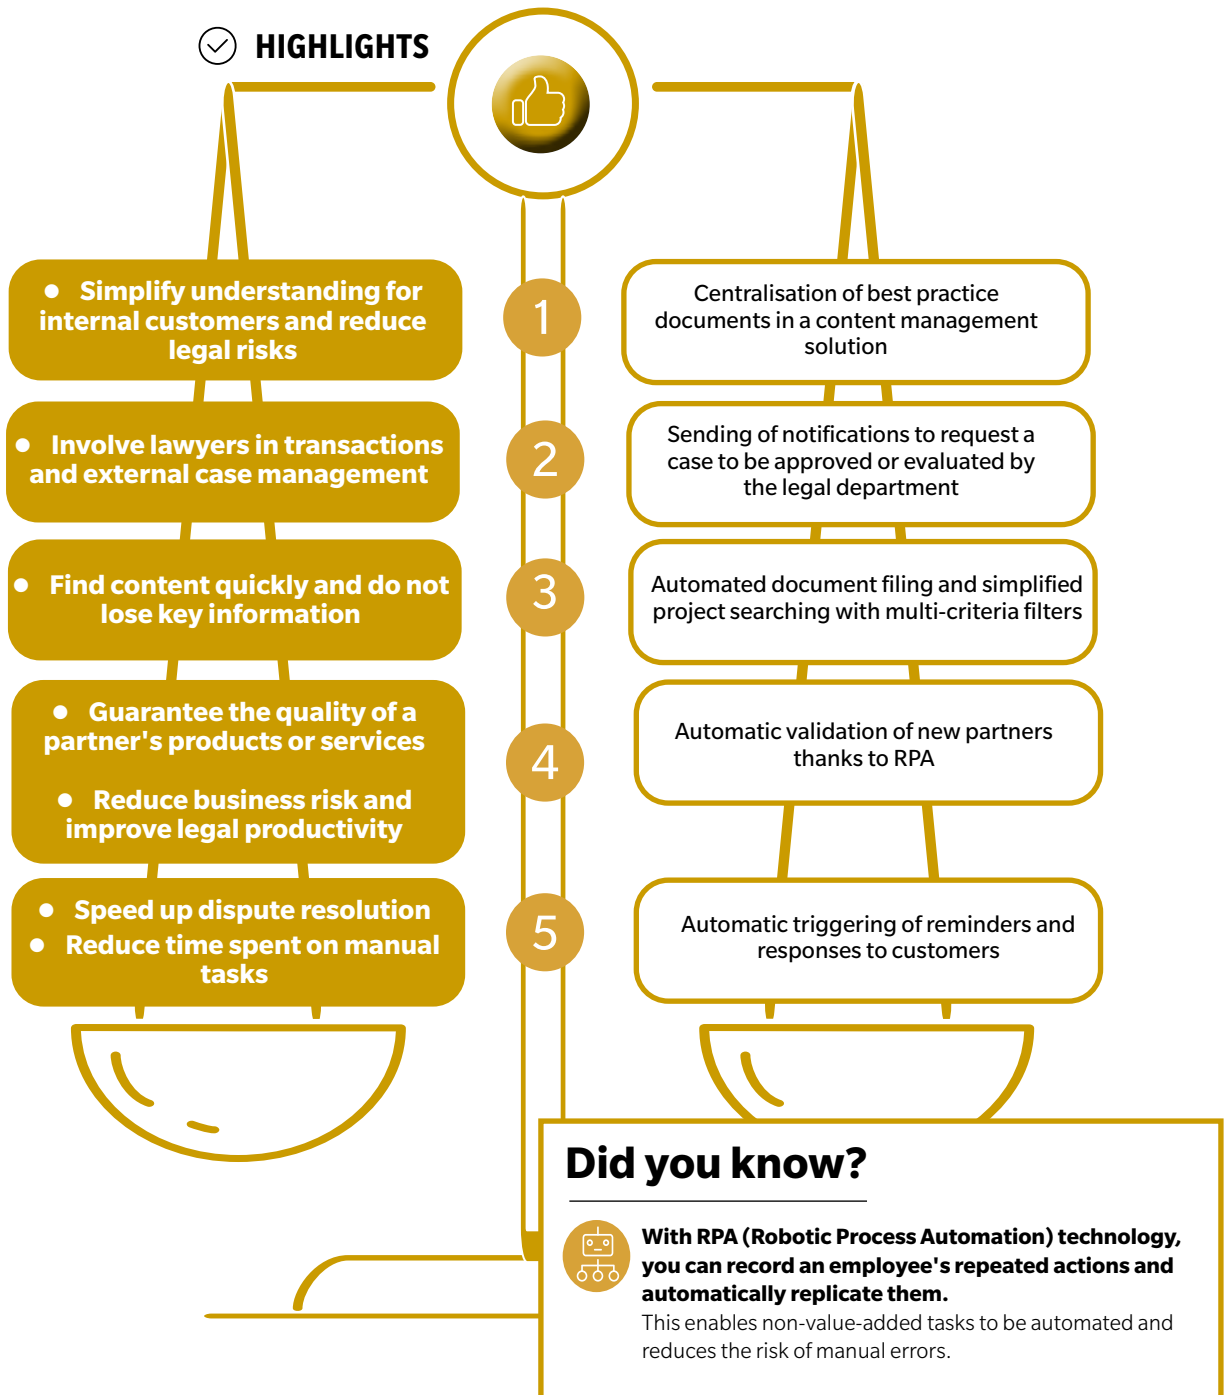 HIGHLIGHTS
● Simplify understanding for
internal customers and reduce
legal risks
1
Centralisation of best practice
documents in a content management
solution
● Involve lawyers in transactions
and external case management
2
Sending of notifications to request a
case to be approved or evaluated by
the legal department
● Find content quickly and do not
lose key information
3
Automated document filing and simplified
project searching with multi-criteria filters
● Guarantee the quality of a
partner's products or services
● Reduce business risk and
improve legal productivity
4
Automatic validation of new partners
thanks to RPA
● Speed up dispute resolution
● Reduce time spent on manual
tasks
5
Automatic triggering of reminders and
responses to customers
Did you know?
With RPA (Robotic Process Automation) technology,
you can record an employee's repeated actions and
automatically replicate them.
This enables non-value-added tasks to be automated and
reduces the risk of manual errors.